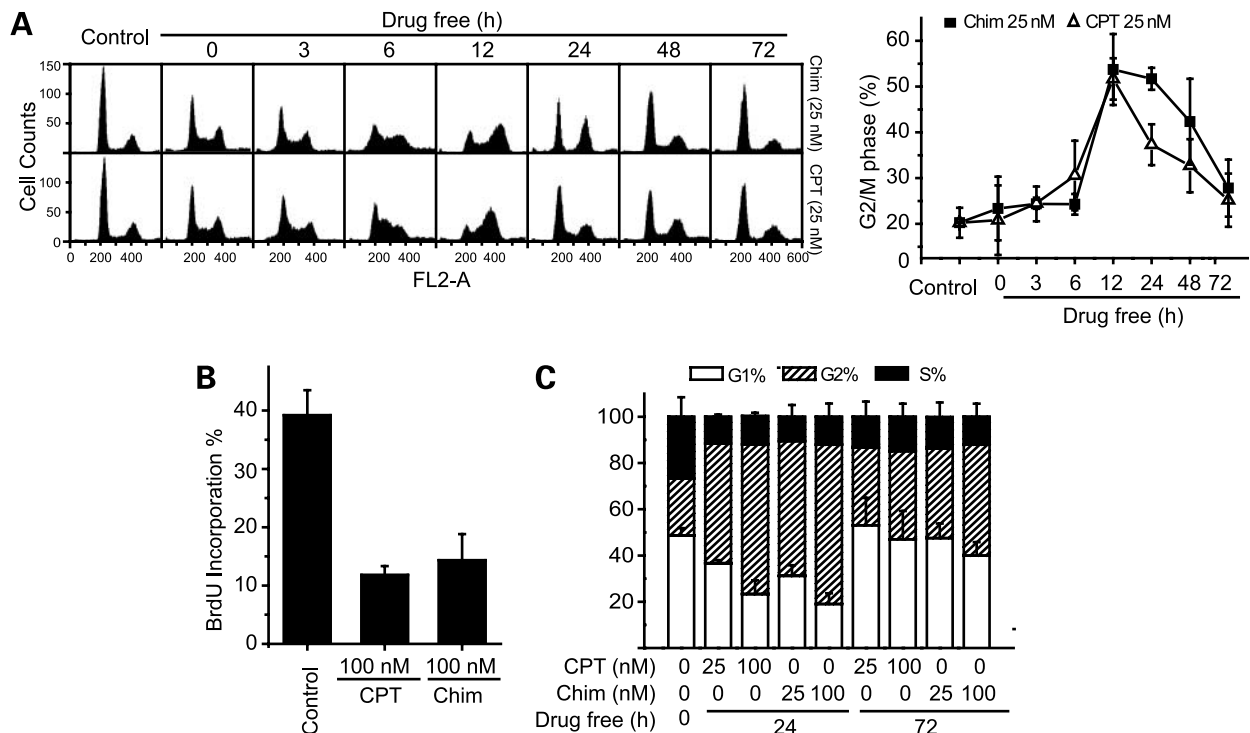 A
Drug free (h)
Control 0 3 6 12 24 48 72
150
100
50
0
100
50
0
Cell Counts
Chim (25 nM)
CPT (25 nM)
0 200 400 200 400 200 400 200 400 200 400 200 400 200 400 200 400 600
FL2-A
Chim 25 nM CPT 25 nM
60
50
40
30
20
0
G2/M phase (%)
Control 0 3 6 12 24 48 72
Drug free (h)
B
40
30
20
10
0
BrdU Incorporation %
Control
100 nM 100 nM
CPT Chim
C
G1% G2% S%
100
80
60
40
20
CPT (nM) 0 25 100 0 0 25 100 0 0
Chim (nM) 0 0 0 25 100 0 0 25 100
Drug free (h) 0 24 72